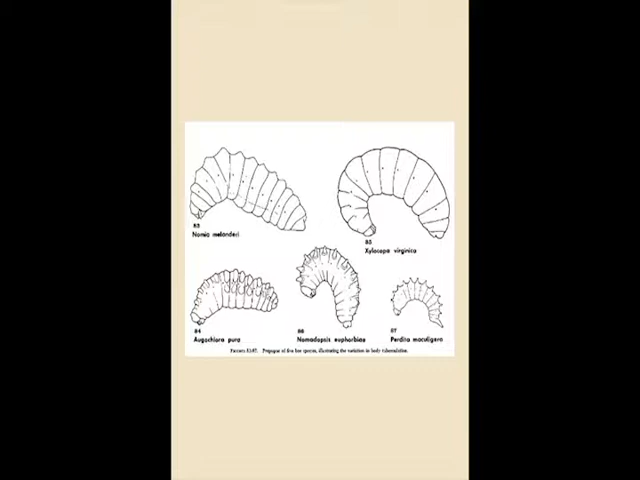 83
Nomia melanderi
85
Xylocopa virginica
84
Augochlora pura
86
Nomadopsis euphorbiae
87
Perdita maculigera
Figures 83-87. Prepupae of five bee species, illustrating the variation in body tuberculation.